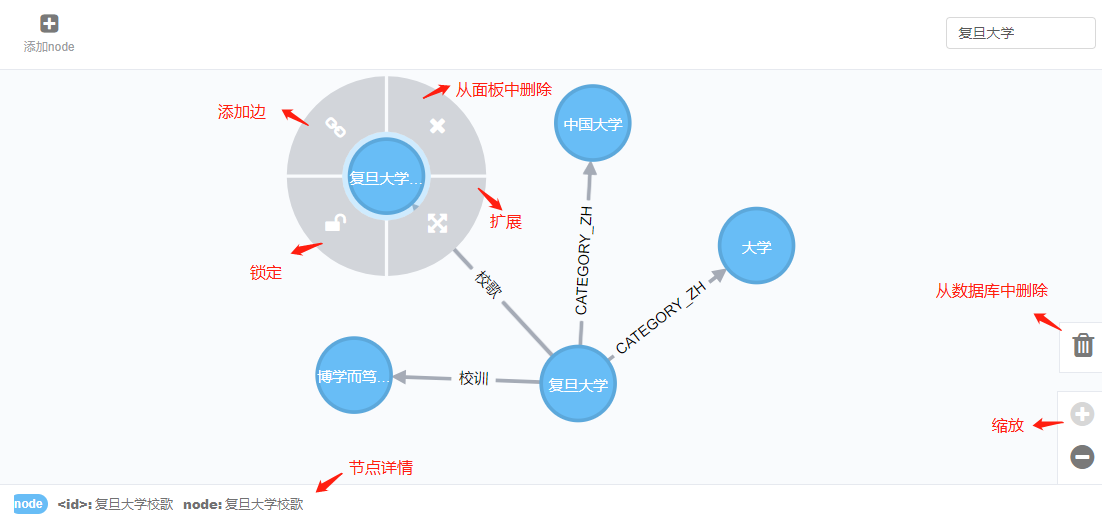 添加node
复旦大学
从面板中删除
添加边
中国大学
复旦大学...
扩展
大学
锁定
校歌
CATEGORY_ZH
CATEGORY_ZH
从数据库中删除
博学而笃...
校训
复旦大学
缩放
节点详情
node <id>: 复旦大学校歌 node: 复旦大学校歌